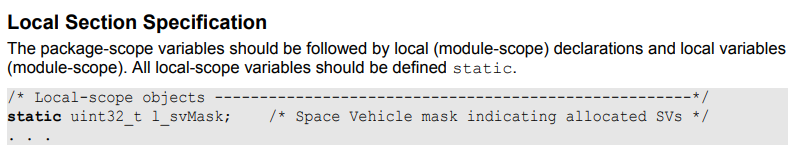 Local Section Specification
The package-scope variables should be followed by local (module-scope) declarations and local variables
(module-scope). All local-scope variables should be defined static.
/* Local-scope objects -----------------------------------------------------*/
static uint32_t l_svMask;    /* Space Vehicle mask indicating allocated SVs */
. . .